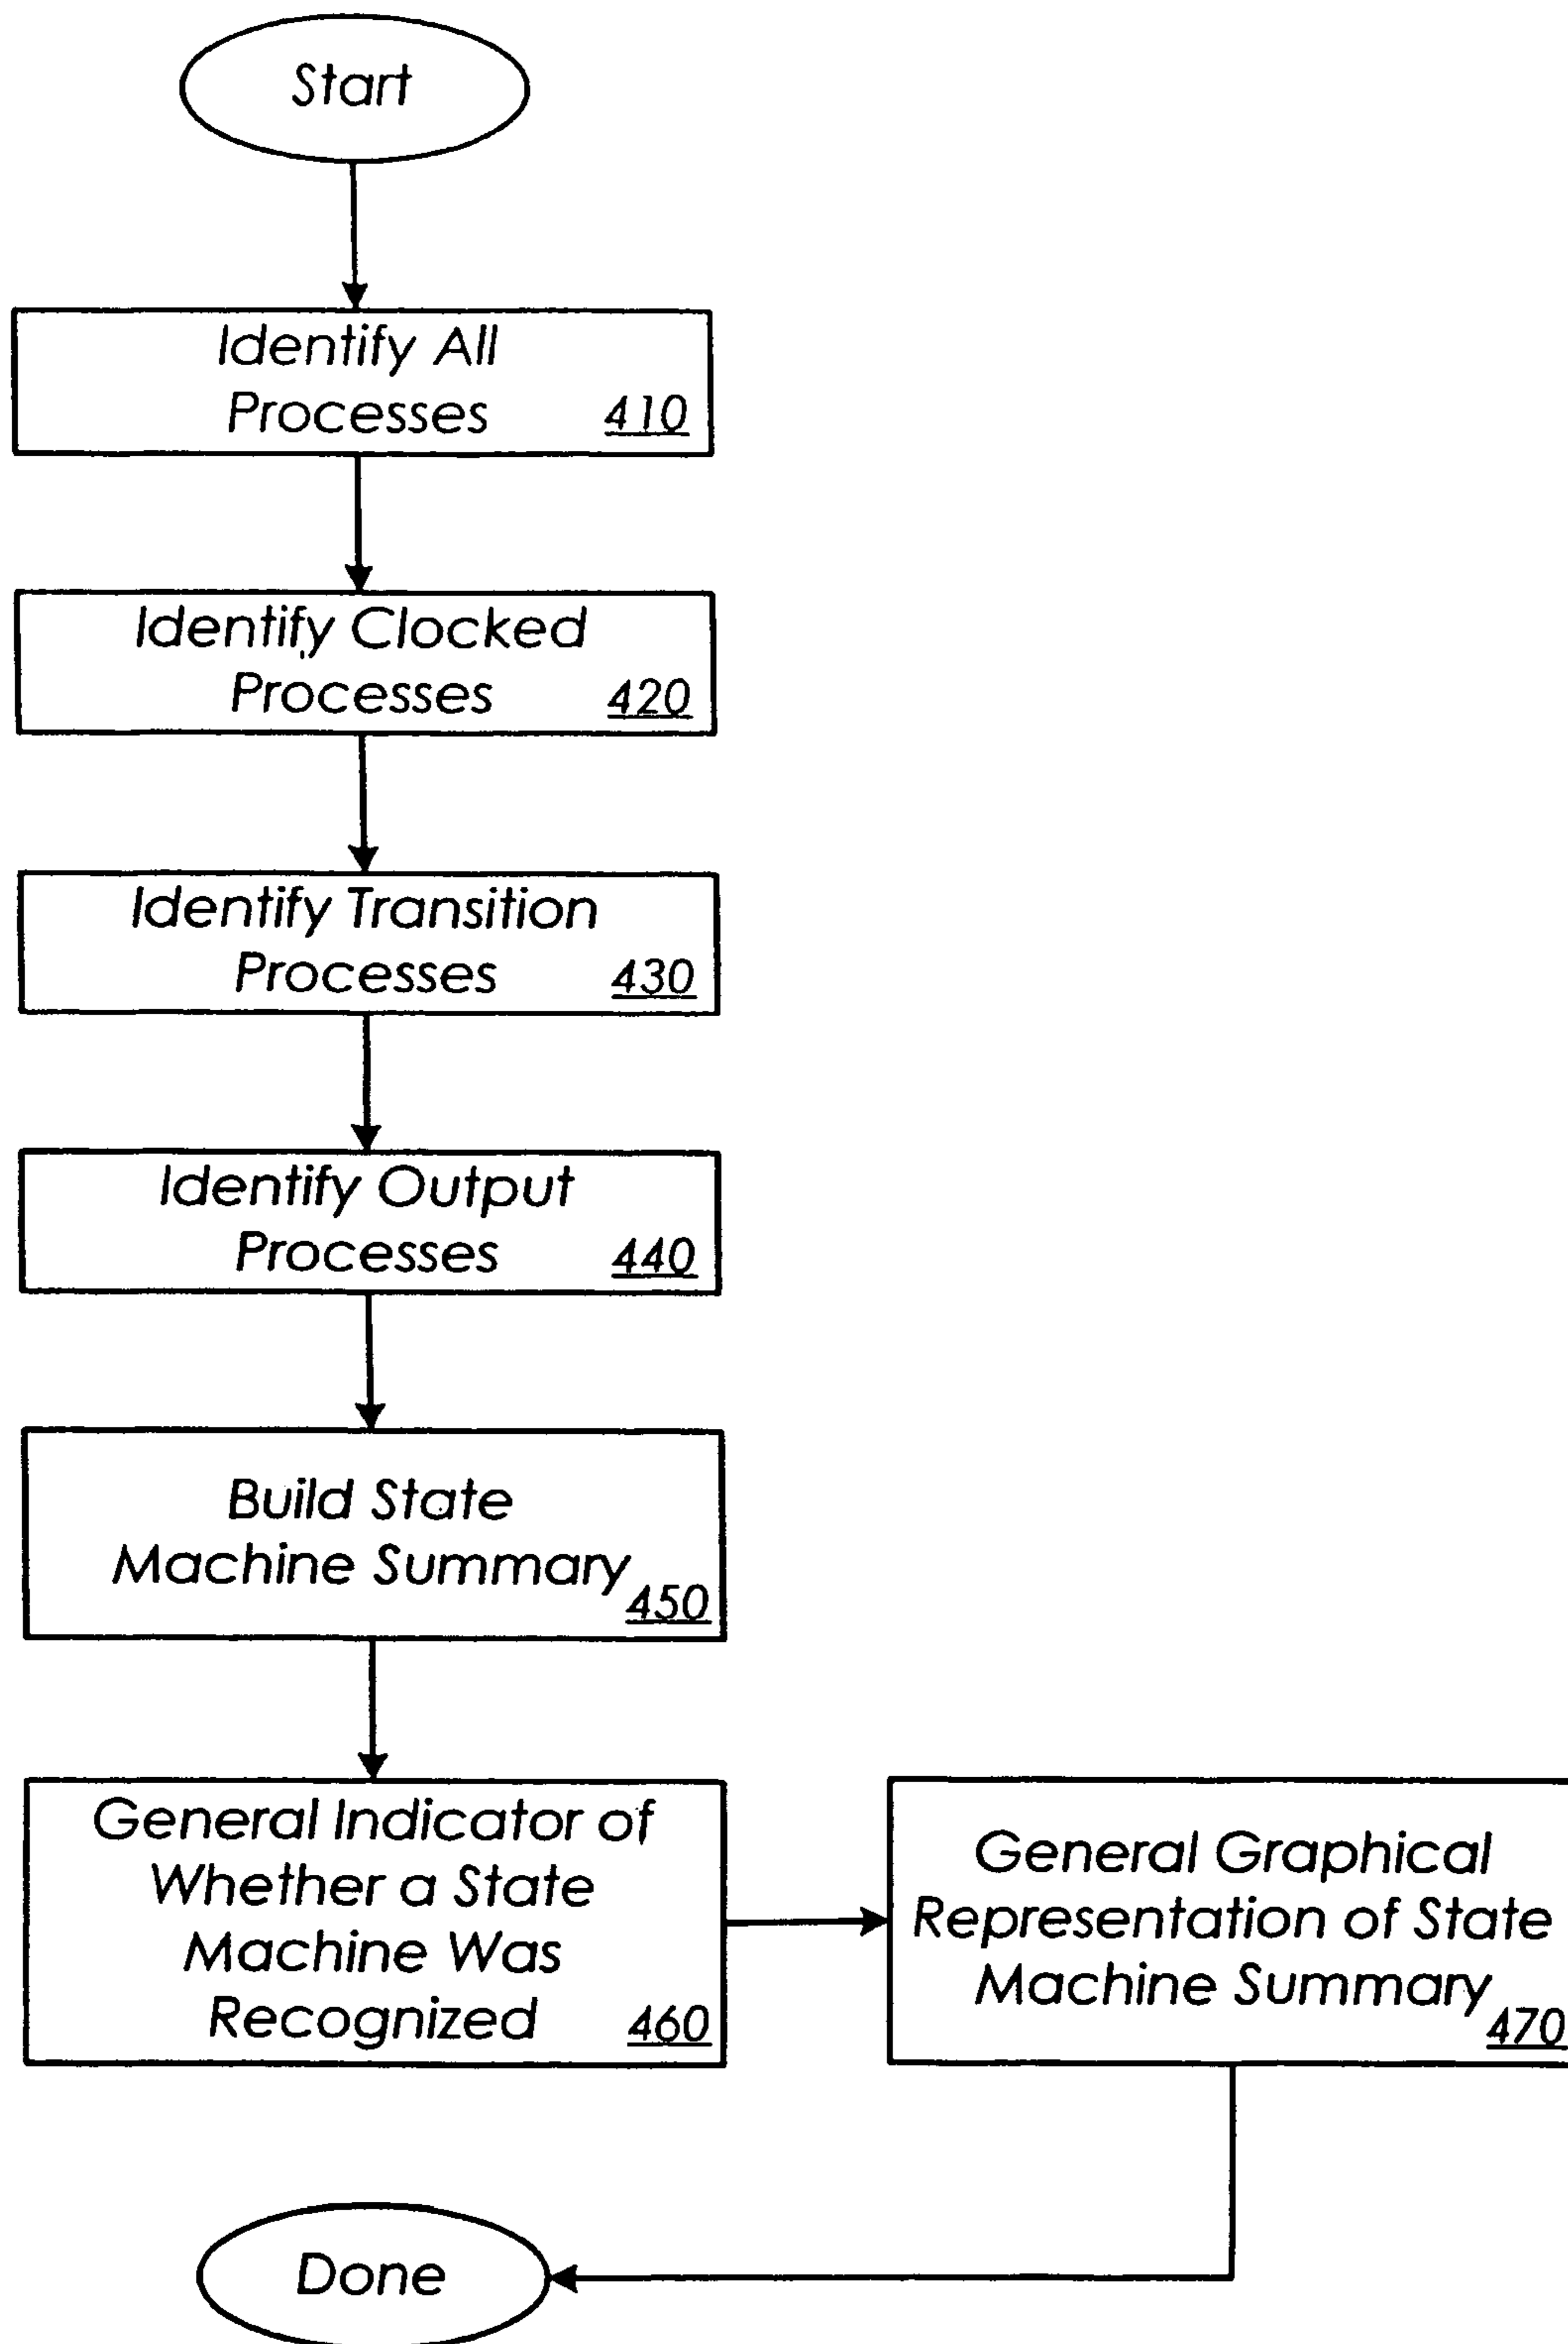 Start
Identify All
Processes 410
Identify Clocked
Processes 420
Identify Transition
Processes 430
Identify Output
Processes 440
Build State
Machine Summary
450
General Indicator of
Whether a State
Machine Was
Recognized 460
General Graphical
Representation of State
Machine Summary
470
Done